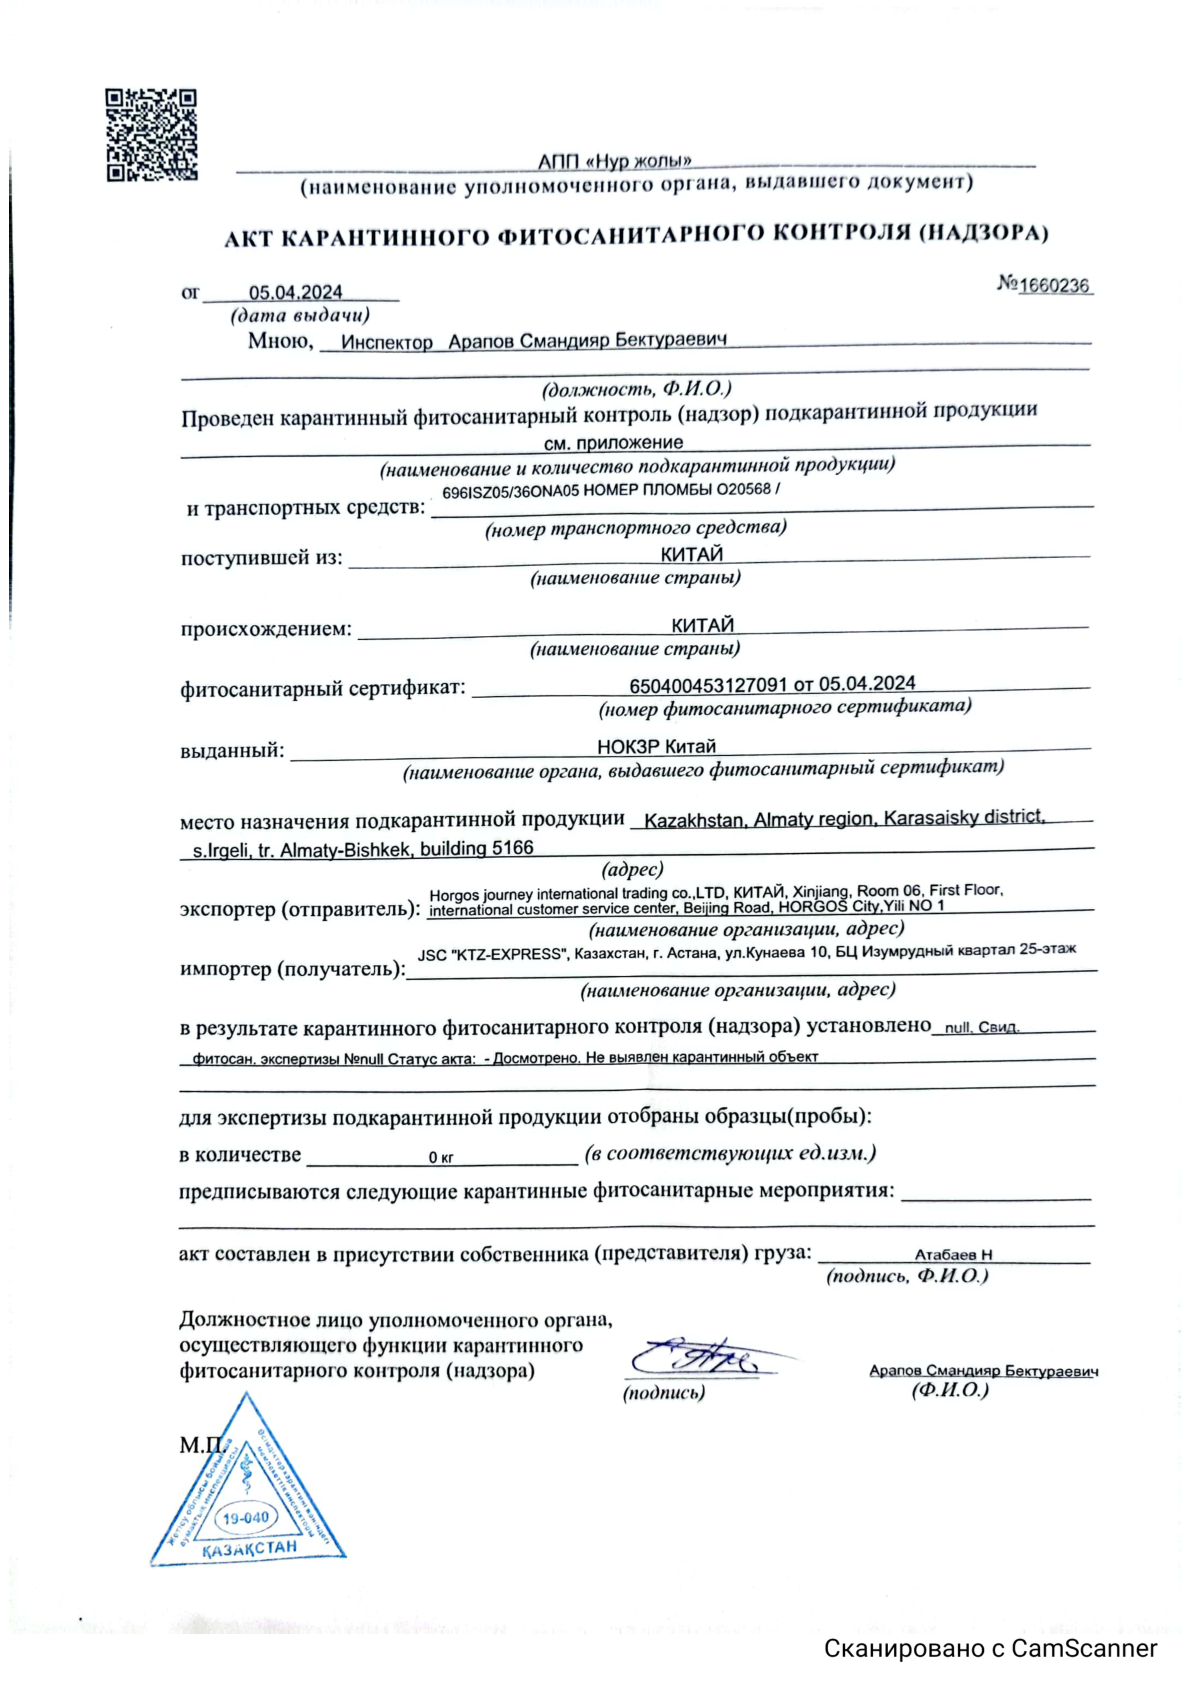 АПП «Нур жолы»
(наименование уполномоченного органа, выдавшего документ)
АКТ КАРАНТИННОГО ФИТОСАНИТАРНОГО КОНТРОЛЯ (НАДЗОРА)
от 05.04.2024 №1660236
(дата выдачи)
Мною, Инспектор Арапов Смандияр Бектураевич
(должность, Ф.И.О.)
Проведен карантинный фитосанитарный контроль (надзор) подкарантинной продукции
см. приложение
(наименование и количество подкарантинной продукции)
696ISZ05/36ONA05 НОМЕР ПЛОМБЫ О20568 /
и транспортных средств:
(номер транспортного средства)
поступившей из: КИТАЙ
(наименование страны)
происхождением: КИТАЙ
(наименование страны)
фитосанитарный сертификат: 650400453127091 от 05.04.2024
(номер фитосанитарного сертификата)
выданный: НОКЗР Китай
(наименование органа, выдавшего фитосанитарный сертификат)
место назначения подкарантинной продукции Kazakhstan, Almaty region, Karasaisky district,
s.Irgeli, tr. Almaty-Bishkek, building 5166
(адрес)
Horgos journey international trading co.,LTD, КИТАЙ, Xinjiang, Room 06, First Floor,
экспортер (отправитель): international customer service center, Beijing Road, HORGOS City,Yili NO 1
(наименование организации, адрес)
JSC "KTZ-EXPRESS", Казахстан, г. Астана, ул.Кунаева 10, БЦ Изумрудный квартал 25-этаж
импортер (получатель):
(наименование организации, адрес)
в результате карантинного фитосанитарного контроля (надзора) установлено null. Свид.
фитосан. экспертизы №null Статус акта: - Досмотрено. Не выявлен карантинный объект
для экспертизы подкарантинной продукции отобраны образцы(пробы):
в количестве 0 кг (в соответствующих ед.изм.)
предписываются следующие карантинные фитосанитарные мероприятия:
акт составлен в присутствии собственника (представителя) груза: Атабаев Н
(подпись, Ф.И.О.)
Должностное лицо уполномоченного органа,
осуществляющего функции карантинного
фитосанитарного контроля (надзора) Арапов Смандияр Бектураевич
(подпись) (Ф.И.О.)
М.П.
19-040
ҚАЗАҚСТАН
Сканировано с CamScanner